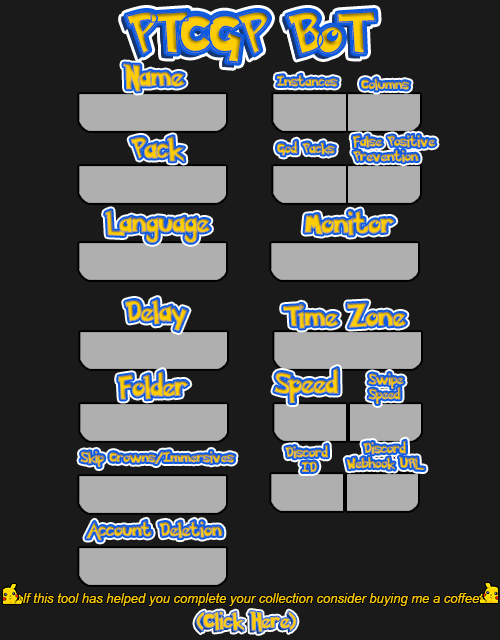 PTCGP BoT
Name
Instances
Columns
Pack
God Packs
False Positive
Prevention
Language
Monitor
Delay
Time Zone
Folder
Speed
Swipe
Speed
Skip Crowns/Immersives
Discord
ID
Discord
Webhook URL
Account Deletion
If this tool has helped you complete your collection consider buying me a coffee!
(Click Here)